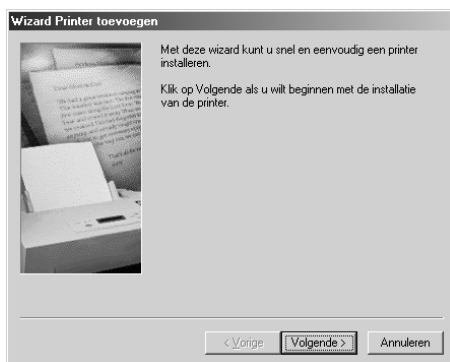 Wizard Printer toevoegen
Met deze wizard kunt u snel en eenvoudig een printer
installeren.
Klik op Volgende als u wilt beginnen met de installatie
van de printer.
< Vorige
Volgende >
Annuleren